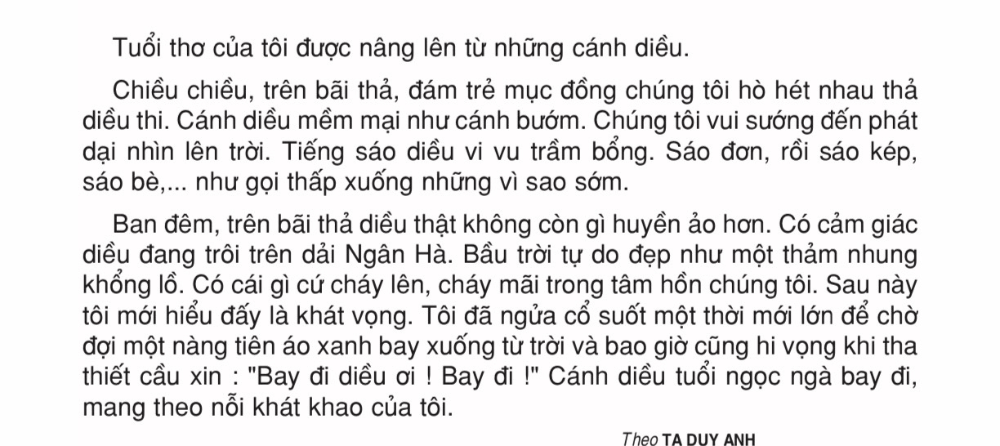 Tuổi thơ của tôi được nâng lên từ những cánh diều.
Chiều chiều, trên bãi thả, đám trẻ mục đồng chúng tôi hò hét nhau thả
diều thi. Cánh diều mềm mại như cánh bướm. Chúng tôi vui sướng đến phát
dại nhìn lên trời. Tiếng sáo diều vi vu trầm bổng. Sáo đơn, rồi sáo kép,
sáo bè,... như gọi thấp xuống những vì sao sớm.
Ban đêm, trên bãi thả diều thật không còn gì huyền ảo hơn. Có cảm giác
diều đang trôi trên dải Ngân Hà. Bầu trời tự do đẹp như một thảm nhung
khổng lồ. Có cái gì cứ cháy lên, cháy mãi trong tâm hồn chúng tôi. Sau này
tôi mới hiểu đấy là khát vọng. Tôi đã ngửa cổ suốt một thời mới lớn để chờ
đợi một nàng tiên áo xanh bay xuống từ trời và bao giờ cũng hi vọng khi tha
thiết cầu xin : "Bay đi diều ơi ! Bay đi !" Cánh diều tuổi ngọc ngà bay đi,
mang theo nỗi khát khao của tôi.
Theo TẠ DUY ANH